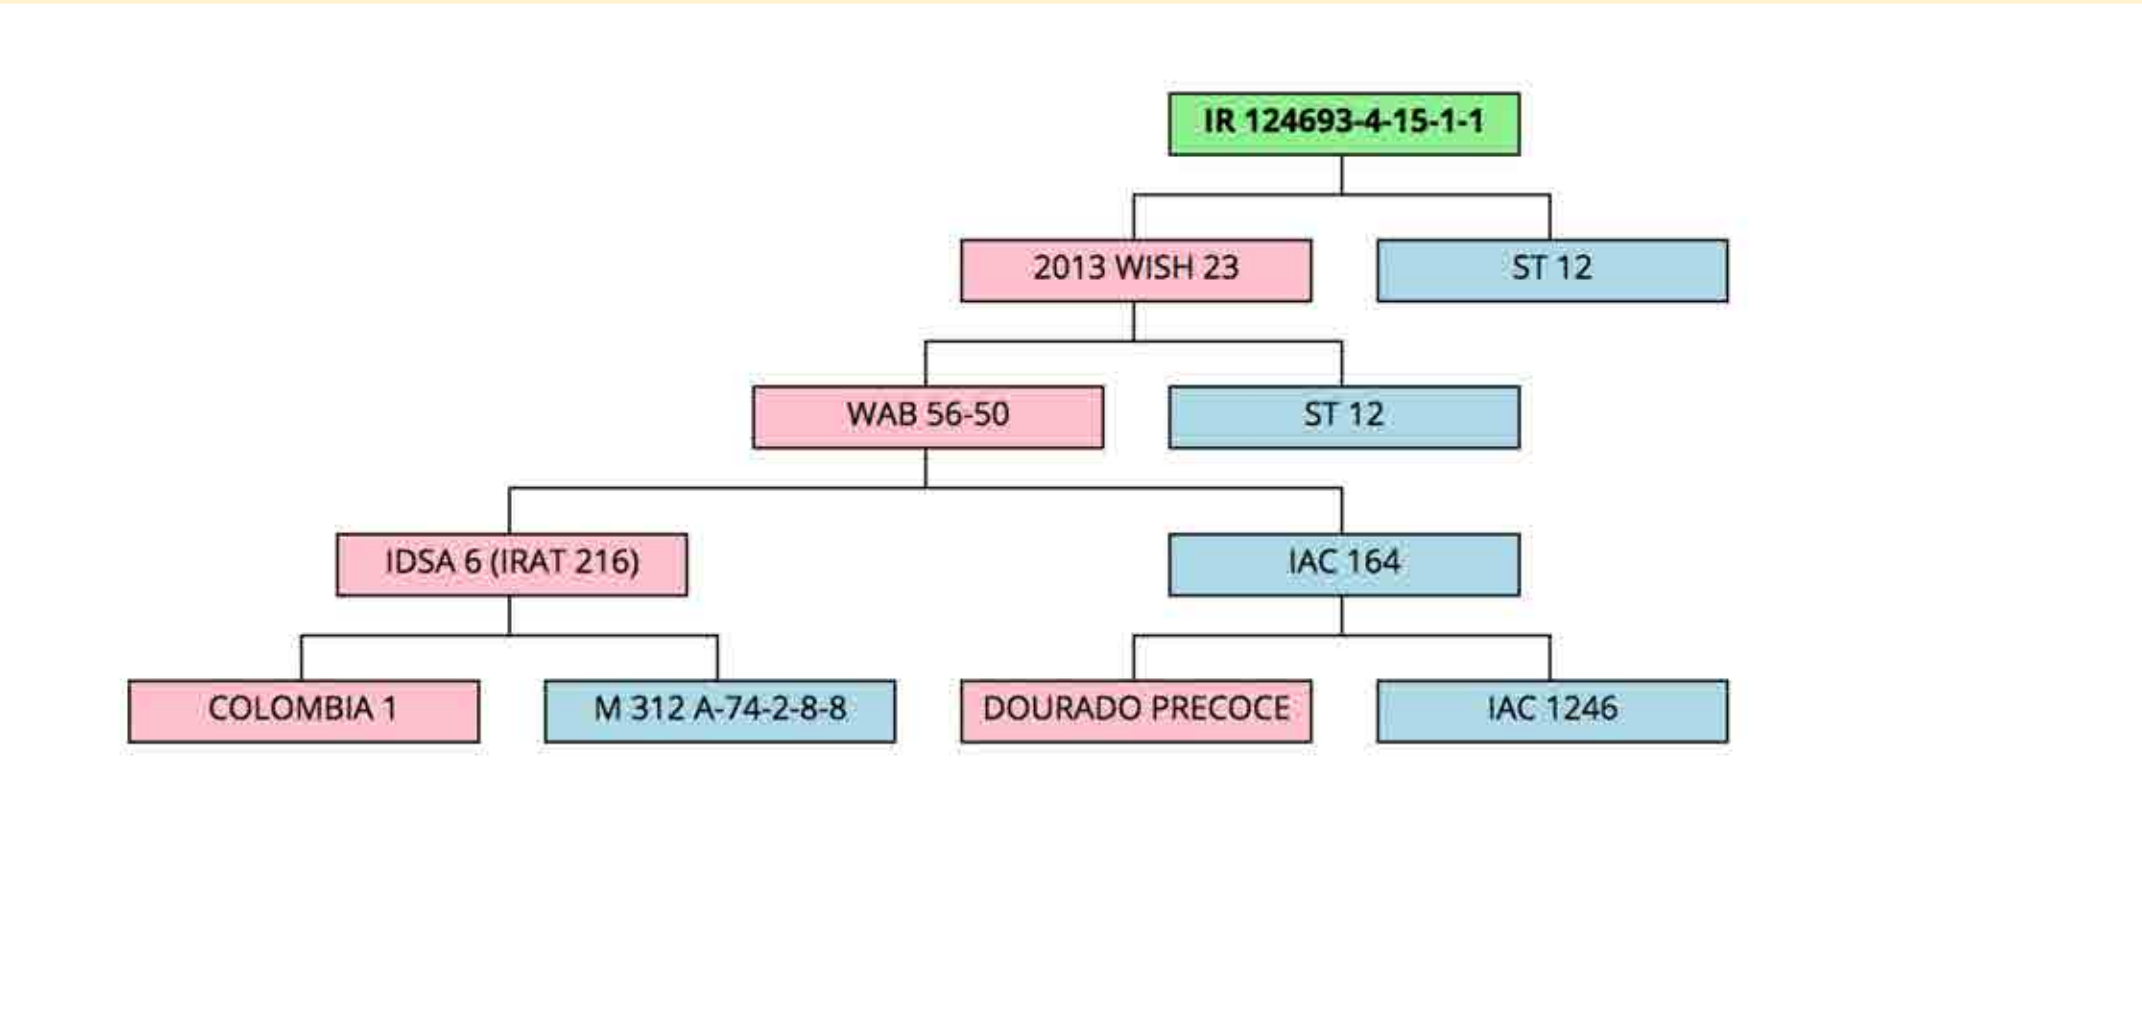 IR 124693-4-15-1-1
2013 WISH 23
ST 12
WAB 56-50
ST 12
IDSA 6 (IRAT 216)
IAC 164
COLOMBIA 1
M 312 A-74-2-8-8
DOURADO PRECOCE
IAC 1246